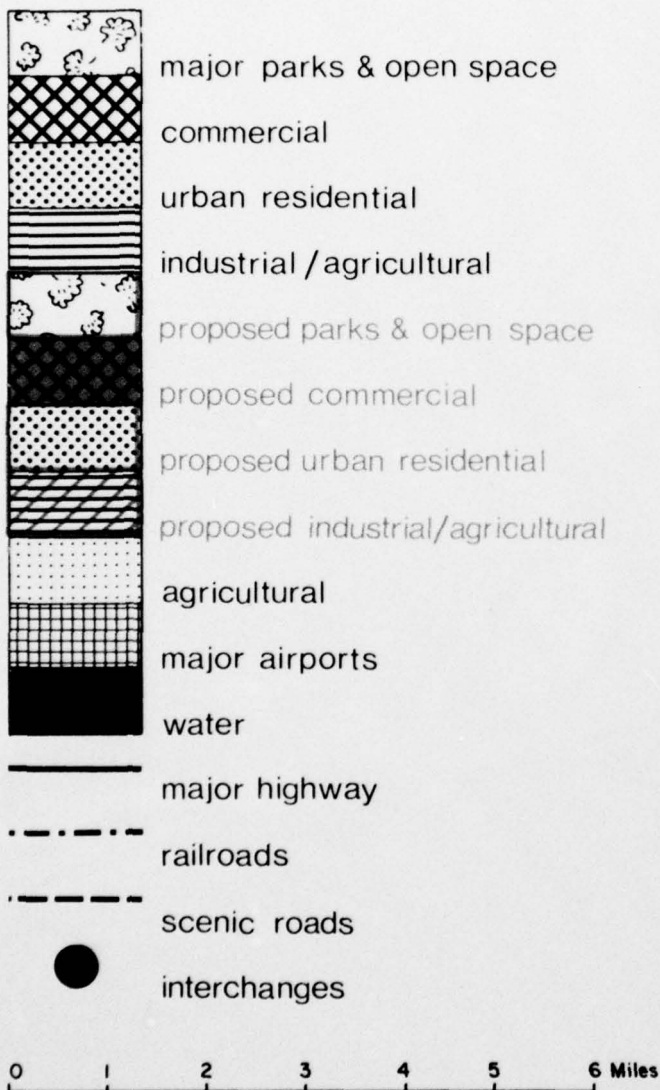 major parks & open space
commercial
urban residential
industrial/agricultural
proposed parks & open space
proposed commercial
proposed urban residential
proposed industrial/agricultural
agricultural
major airports
water
major highway
railroads
scenic roads
interchanges
0 1 2 3 4 5 6 Miles